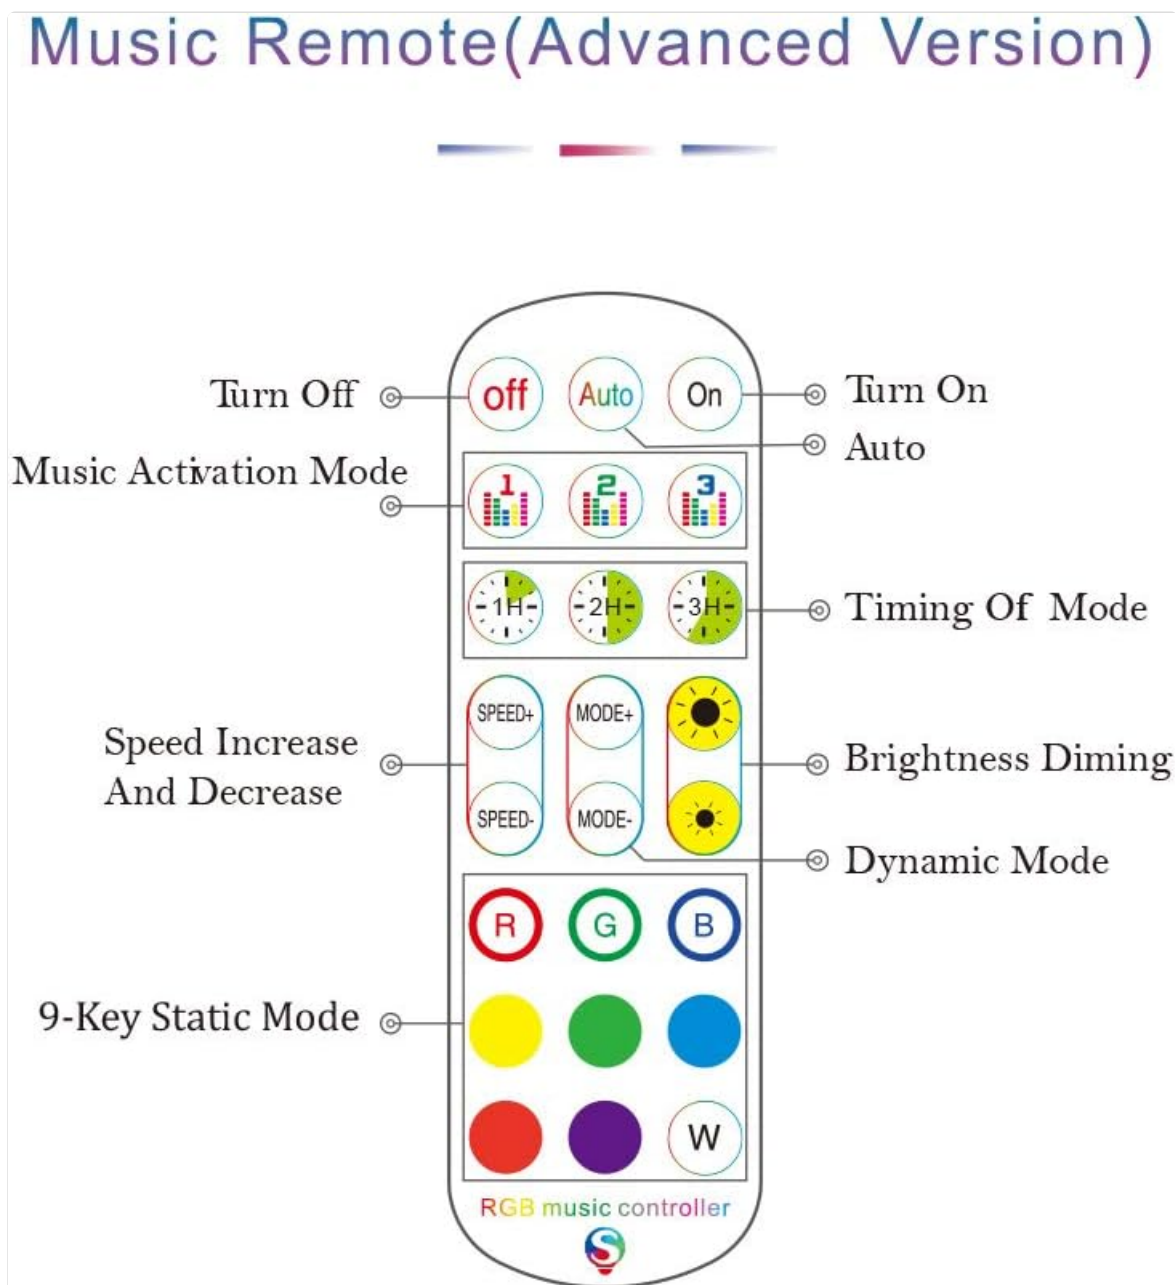 Music Remote(Advanced Version)
off Auto On
Turn Off
Turn On
Auto
Music Activation Mode
1 2 3
1H 2H 3H
Timing Of Mode
SPEED+ MODE+
Speed Increase
And Decrease
Brightness Diming
SPEED- MODE-
Dynamic Mode
R G B
9-Key Static Mode
W
RGB music controller
S